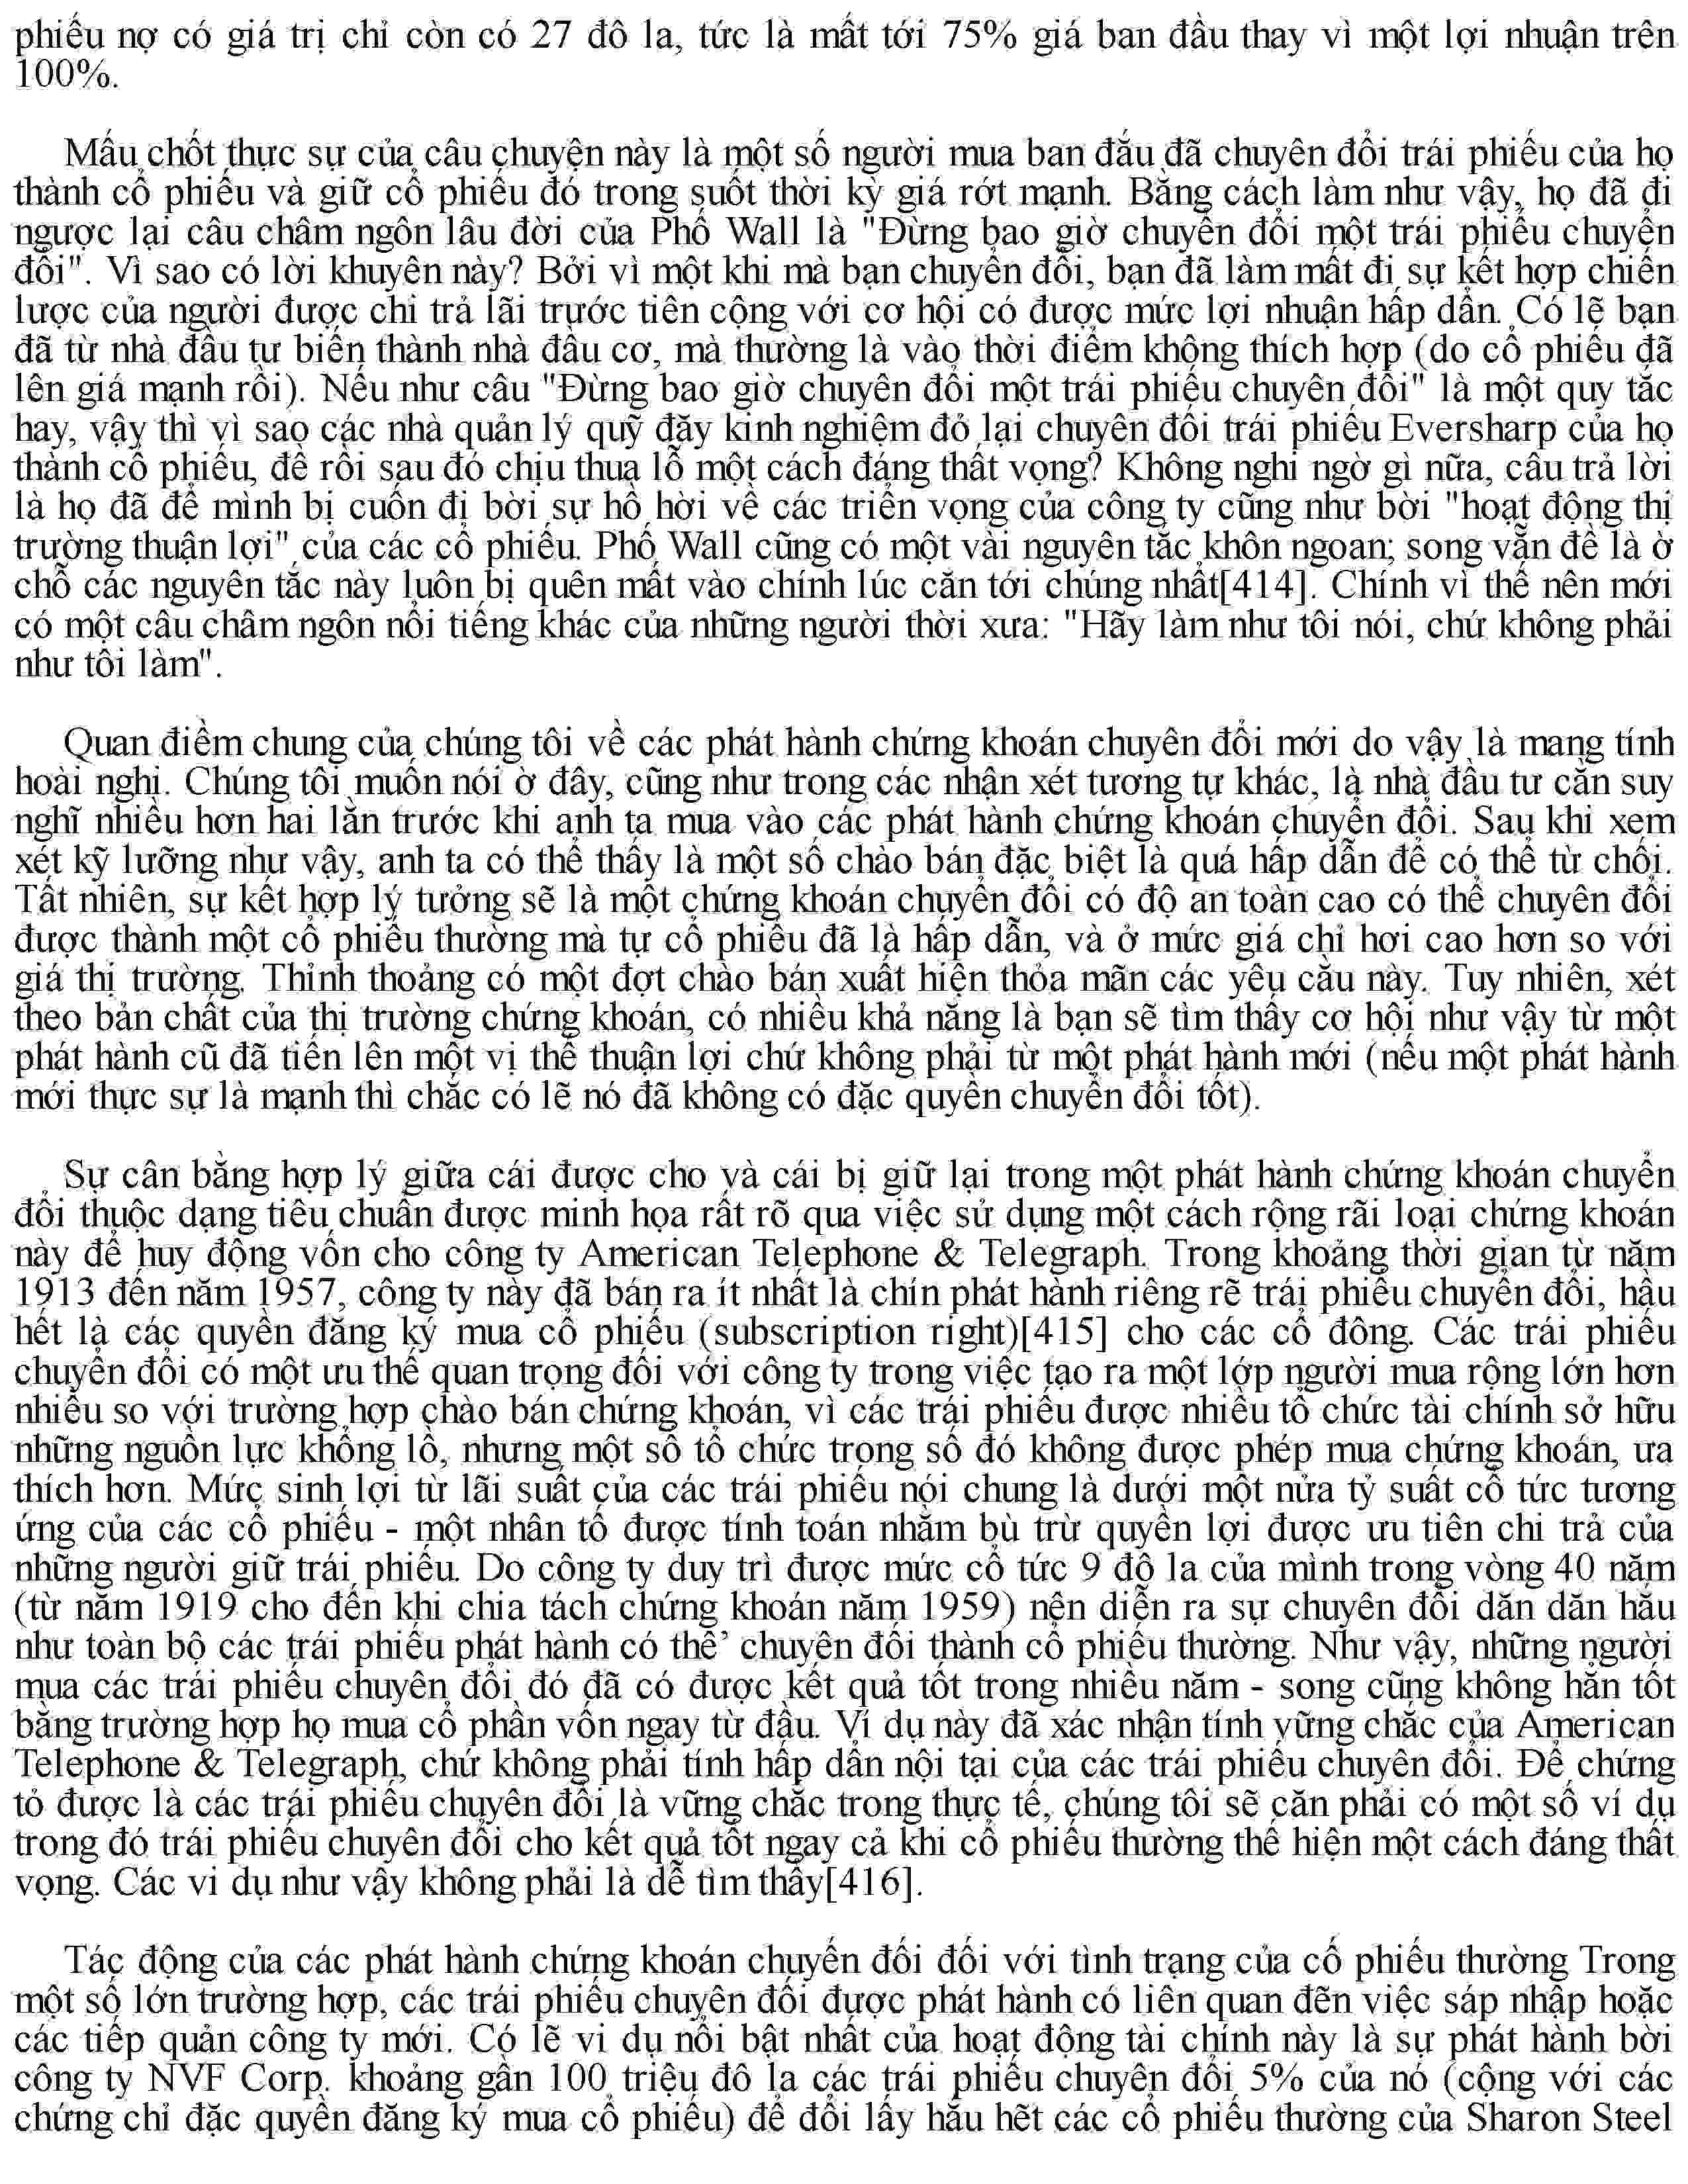 phiếu nợ có giá trị chỉ còn có 27 đô la, tức là mất tới 75% giá ban đầu thay vì một lợi nhuận trên
100%.
Mấu chốt thực sự của câu chuyện này là một số người mua ban đắu đã chuyên đổi trái phiếu của họ
thành cổ phiếu và giữ cổ phiếu đó trong suốt thời kỳ giá rớt mạnh. Bằng cách làm như vậy, họ đã đi
ngược lại câu châm ngôn lâu đời của Phố Wall là "Đừng bao giờ chuyển đổi một trái phiếu chuyển
đổi". Vì sao có lời khuyên này? Bởi vì một khi mà bạn chuyển đổi, bạn đã làm mất đi sự kết hợp chiến
lược của người được chi trả lãi trước tiên cộng với cơ hội có được mức lợi nhuận hấp dẫn. Có lẽ bạn
đã từ nhà đầu tư biến thành nhà đầu cơ, mà thường là vào thời điểm không thích hợp (do cổ phiếu đã
lên giá mạnh rồi). Nếu như câu "Đừng bao giờ chuyên đổi một trái phiếu chuyên đổi" là một quy tắc
hay, vậy thì vì sao các nhà quản lý quỹ đặy kinh nghiệm đó lại chuyên đổi trái phiếu Eversharp của họ
thành cổ phiếu, để rồi sau đó chịu thua lỗ một cách đáng thất vọng? Không nghi ngờ gì nữa, câu trả lời
là họ đã để mình bị cuốn đi bời sự hồ hời về các triển vọng của công ty cũng như bời "hoạt động thị
trường thuận lợi" của các cổ phiếu. Phố Wall cũng có một vài nguyên tắc khôn ngoan; song vẫn đề là ờ
chỗ các nguyên tắc này luôn bị quên mất vào chính lúc cằn tới chúng nhất[414]. Chính vì thế nên mới
có một câu châm ngôn nổi tiếng khác của những người thời xưa: "Hãy làm như tôi nói, chứ không phải
như tôi làm".
Quan điềm chung của chúng tôi về các phát hành chứng khoán chuyên đổi mới do vậy là mang tính
hoài nghi. Chúng tôi muốn nói ờ đây, cũng như trong các nhận xét tương tự khác, là nhà đầu tư cằn suy
nghĩ nhiều hơn hai lằn trước khi anh ta mua vào các phát hành chứng khoán chuyển đổi. Sau khi xem
xét kỹ lưỡng như vậy, anh ta có thể thấy là một số chào bán đặc biệt là quá hấp dẫn để có thể từ chối.
Tất nhiên, sự kết hợp lý tưởng sẽ là một chứng khoán chuyển đổi có độ an toàn cao có thể chuyên đổi
được thành một cổ phiếu thường mà tự cổ phiếu đã là hấp dẫn, và ở mức giá chỉ hơi cao hơn so với
giá thị trường. Thỉnh thoảng có một đợt chào bán xuất hiện thỏa mãn các yêu cầu này. Tuy nhiên, xét
theo bản chất của thị trường chứng khoán, có nhiều khả năng là bạn sẽ tìm thấy cơ hội như vậy từ một
phát hành cũ đã tiến lên một vị thế thuận lợi chứ không phải từ một phát hành mới (nếu một phát hành
mới thực sự là mạnh thì chắc có lẽ nó đã không có đặc quyền chuyển đổi tốt).
Sự cân bằng hợp lý giữa cái được cho và cái bị giữ lại trong một phát hành chứng khoán chuyển
đổi thuộc dạng tiêu chuẩn được minh họa rất rõ qua việc sử dụng một cách rộng rãi loại chứng khoán
này để huy động vốn cho công ty American Telephone & Telegraph. Trong khoảng thời gian từ năm
1913 đến năm 1957, công ty này đã bán ra ít nhất là chín phát hành riêng rẽ trái phiếu chuyển đổi, hầu
hết là các quyền đăng ký mua cổ phiếu (subscription right)[415] cho các cổ đông. Các trái phiếu
chuyển đổi có một ưu thế quan trọng đối với công ty trong việc tạo ra một lớp người mua rộng lớn hơn
nhiều so với trường hợp chào bán chứng khoán, vì các trái phiếu được nhiều tổ chức tài chính sở hữu
những nguồn lực khổng lồ, nhưng một số tổ chức trong số đó không được phép mua chứng khoán, ưa
thích hơn. Mức sinh lợi từ lãi suất của các trái phiếu nói chung là dưới một nửa tỷ suất cổ tức tương
ứng của các cổ phiếu - một nhân tố được tính toán nhằm bù trừ quyền lợi được ưu tiên chi trả của
những người giữ trái phiếu. Do công ty duy trì được mức cổ tức 9 đô la của mình trong vòng 40 năm
(từ năm 1919 cho đến khi chia tách chứng khoán năm 1959) nên diễn ra sự chuyên đổi dằn dằn hầu
như toàn bộ các trái phiếu phát hành có thể’ chuyên đổi thành cổ phiếu thường. Như vậy, những người
mua các trái phiếu chuyên đổi đó đã có được kết quả tốt trong nhiều năm - song cũng không hẳn tốt
bằng trường hợp họ mua cổ phần vốn ngay từ đầu. Ví dụ này đã xác nhận tính vững chắc của American
Telephone & Telegraph, chứ không phải tính hấp dẫn nội tại của các trái phiếu chuyên đổi. Để chứng
tỏ được là các trái phiếu chuyên đổi là vững chắc trong thực tế, chúng tôi sẽ cằn phải có một số ví dụ
trong đó trái phiếu chuyên đổi cho kết quả tốt ngay cả khi cổ phiếu thường thể hiện một cách đáng thất
vọng. Các vi dụ như vậy không phải là dễ tìm thấy[416].
Tác động của các phát hành chứng khoán chuyển đổi đối với tình trạng của cổ phiếu thường Trong
một số lớn trường hợp, các trái phiếu chuyên đổi được phát hành có liên quan đẽn việc sáp nhập hoặc
các tiếp quản công ty mới. Có lẽ vi dụ nổi bật nhất của hoạt động tài chính này là sự phát hành bời
công ty NVF Corp. khoảng gần 100 triệu đô la các trái phiếu chuyên đổi 5% của nó (cộng với các
chứng chỉ đặc quyền đăng ký mua cổ phiếu) để đổi lấy hầu hẽt các cổ phiếu thường của Sharon Steel